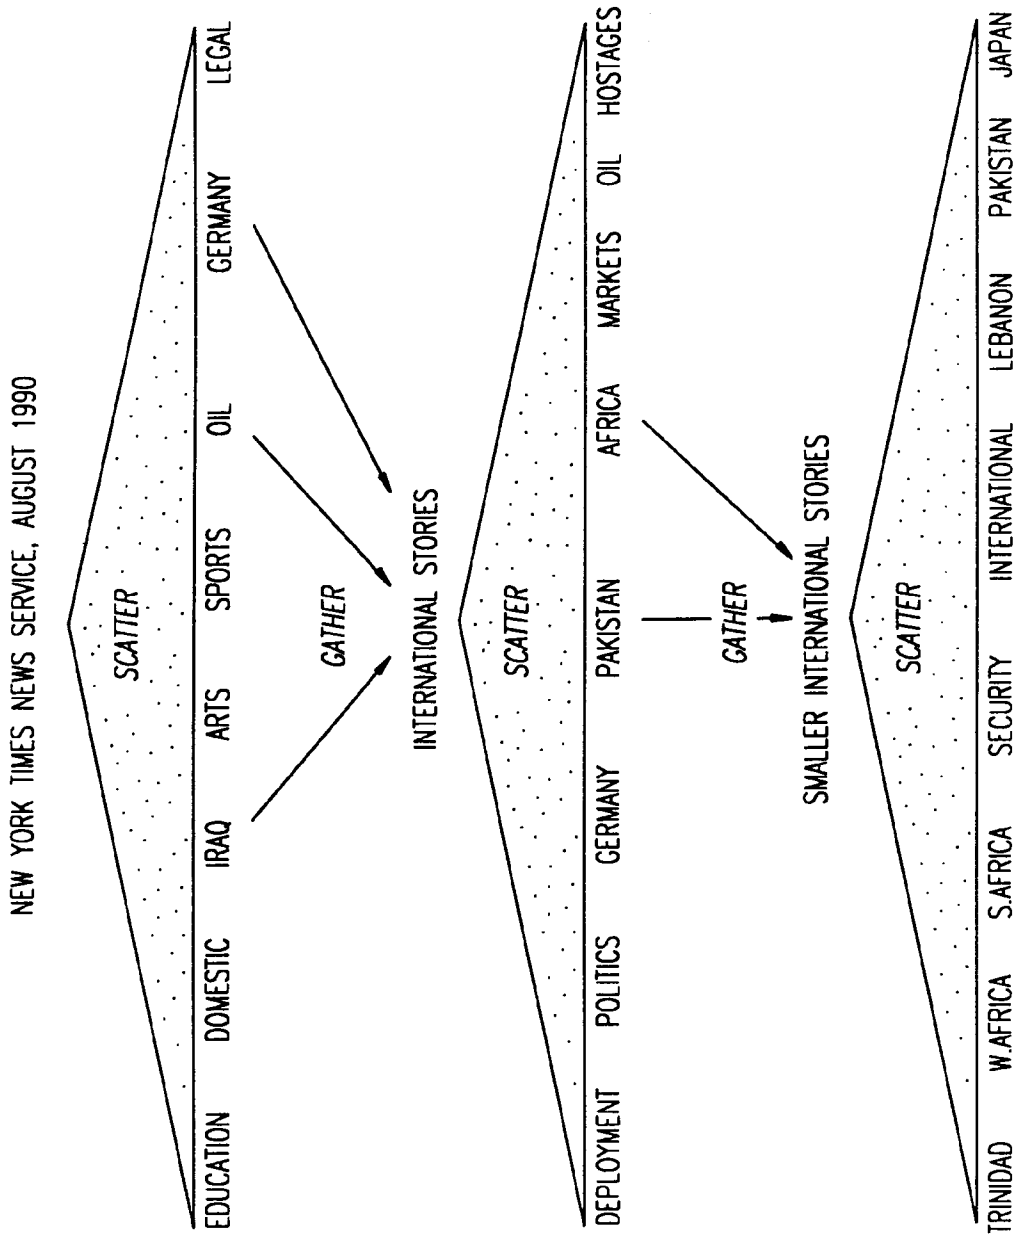 NEW YORK TIMES NEWS SERVICE, AUGUST 1990
SCATTER
EDUCATION DOMESTIC IRAQ ARTS SPORTS OIL GERMANY LEGAL
GATHER
INTERNATIONAL STORIES
SCATTER
DEPLOYMENT POLITICS GERMANY PAKISTAN AFRICA MARKETS OIL HOSTAGES
GATHER
SMALLER INTERNATIONAL STORIES
SCATTER
TRINIDAD W.AFRICA S.AFRICA SECURITY INTERNATIONAL LEBANON PAKISTAN JAPAN